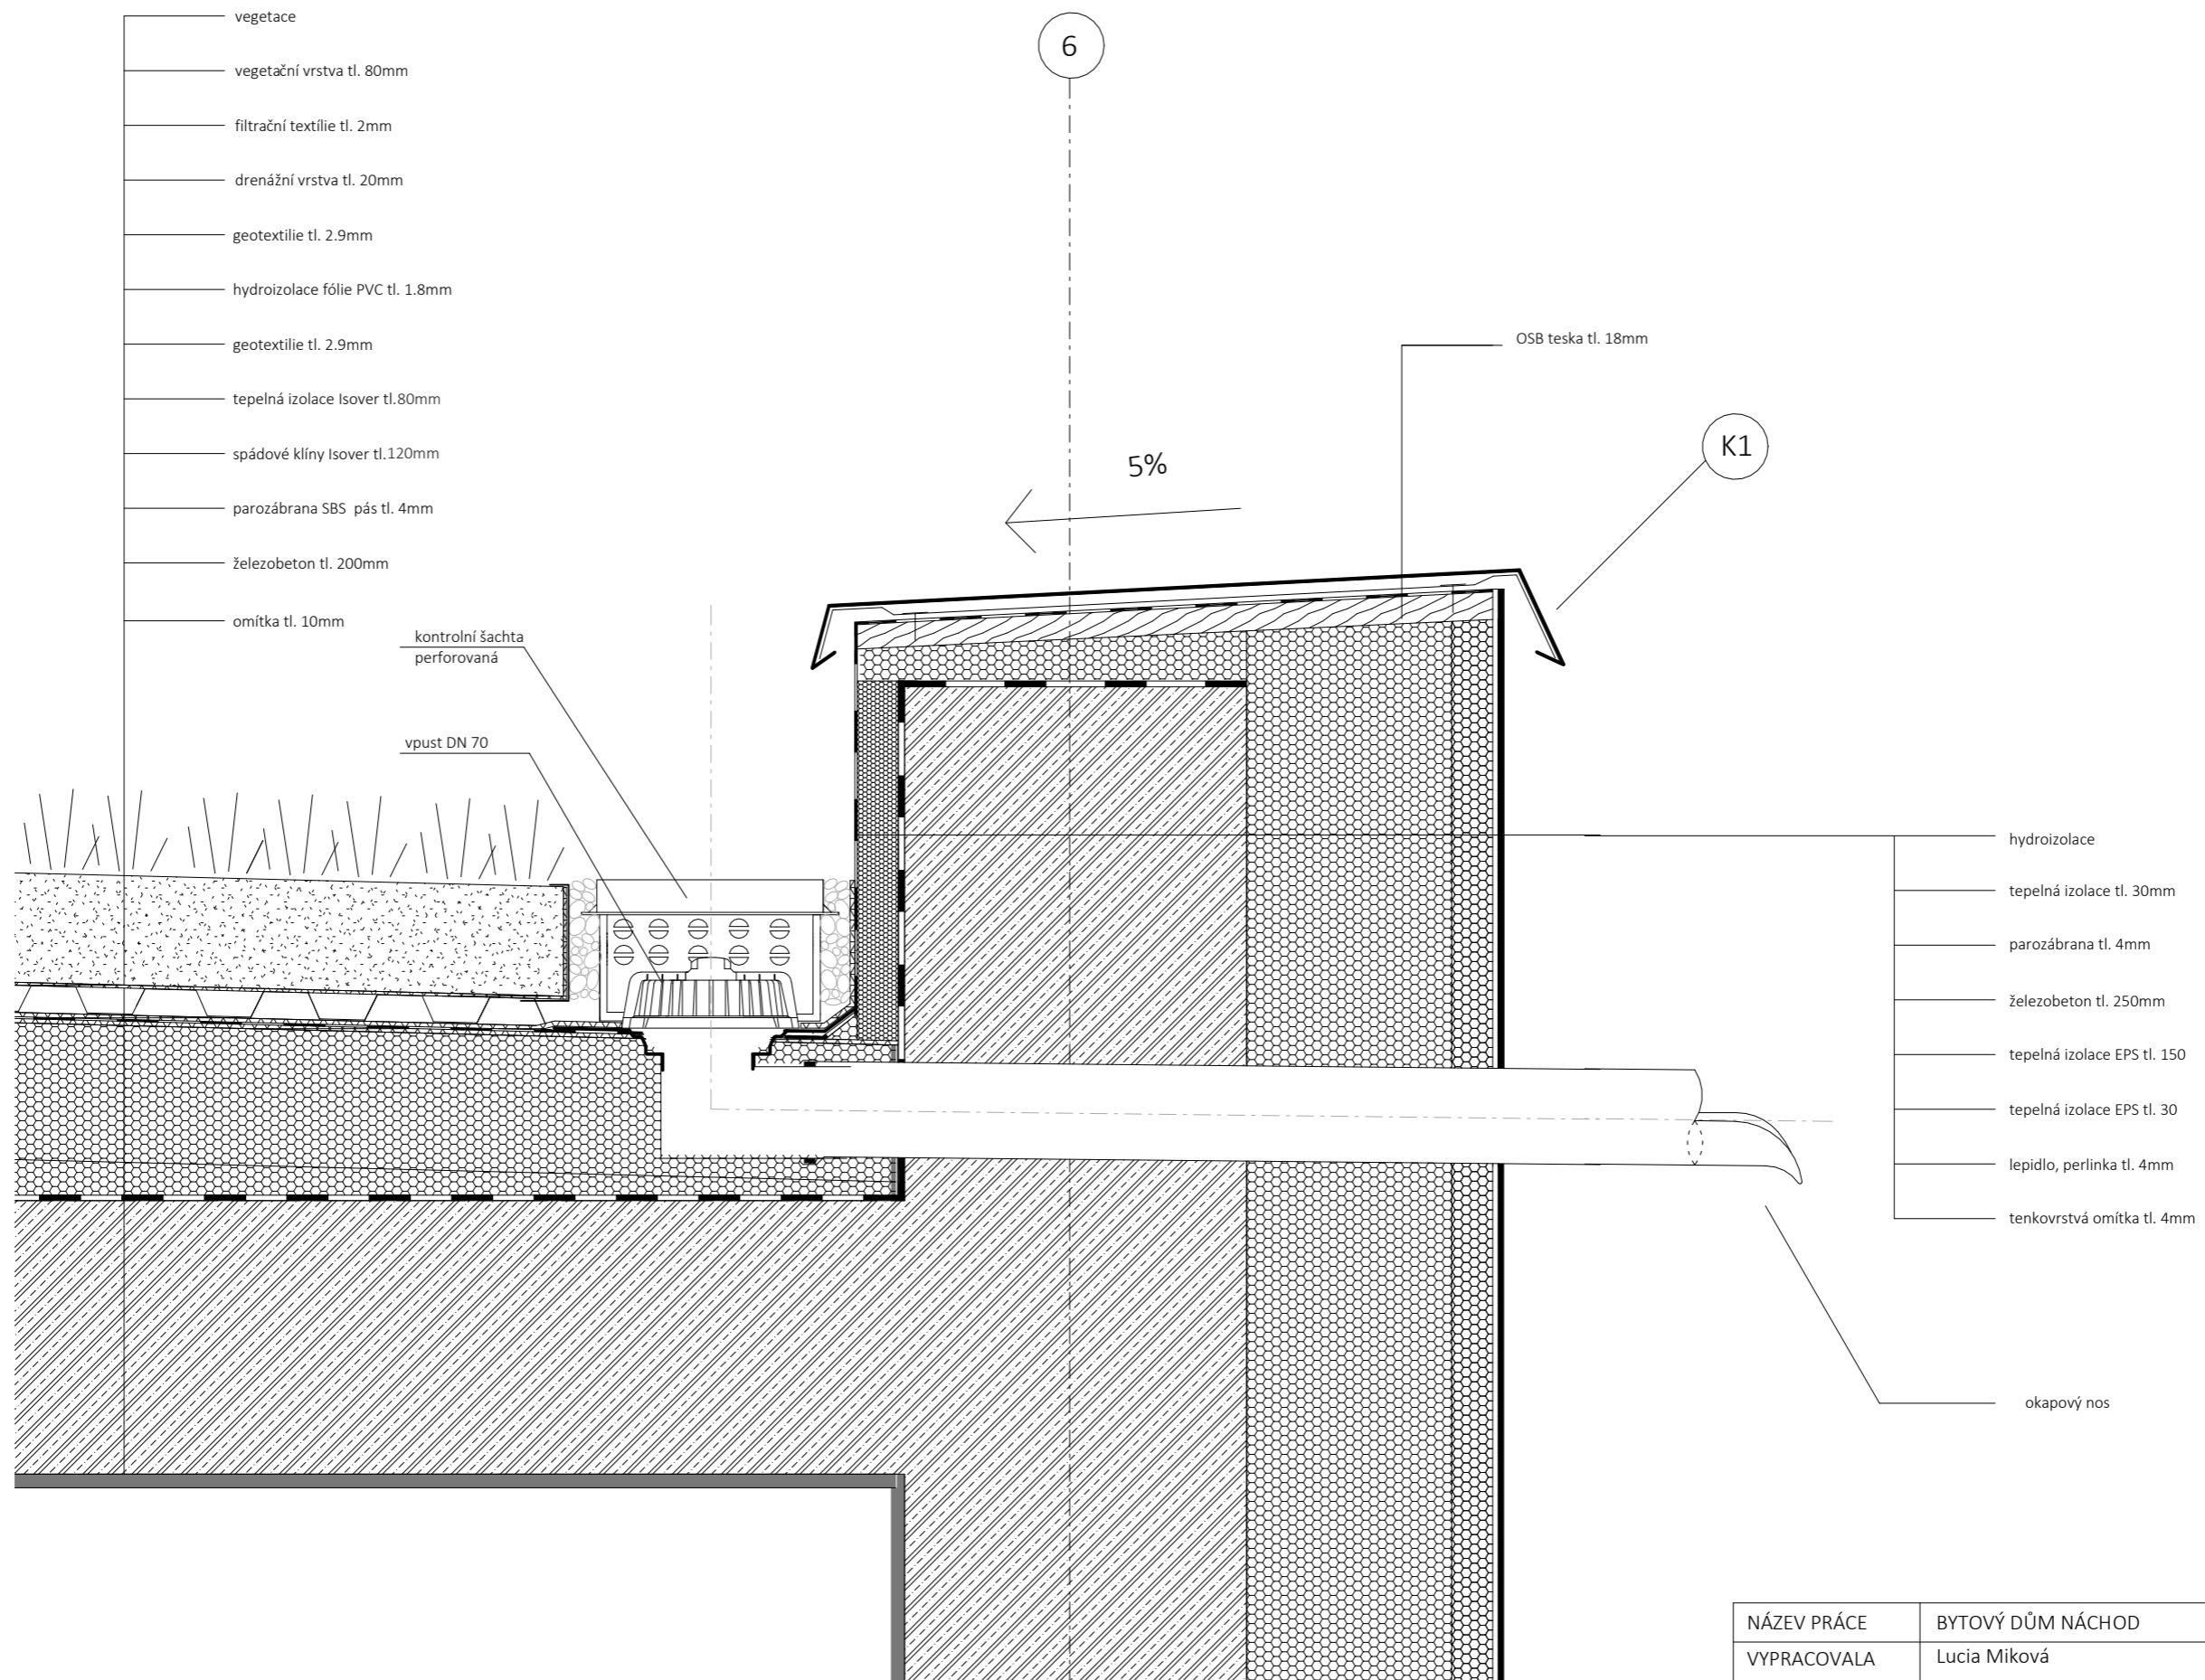 vegetace
vegetační vrstva tl. 80mm
filtrační textílie tl. 2mm
drenážní vrstva tl. 20mm
geotextilie tl. 2.9mm
hydroizolace fólie PVC tl. 1.8mm
geotextilie tl. 2.9mm
tepelná izolace Isover tl.80mm
spádové klíny Isover tl.120mm
parozábrana SBS pás tl. 4mm
železobeton tl. 200mm
omítka tl. 10mm
kontrolní šachta
perforovaná
vpust DN 70
6
5%
OSB teska tl. 18mm
K1
hydroizolace
tepelná izolace tl. 30mm
parozábrana tl. 4mm
železobeton tl. 250mm
tepelná izolace EPS tl. 150
tepelná izolace EPS tl. 30
lepidlo, perlinka tl. 4mm
tenkovrstvá omítka tl. 4mm
okapový nos
NÁZEV PRÁCE BYTOVÝ DŮM NÁCHOD
VYPRACOVALA Lucia Miková